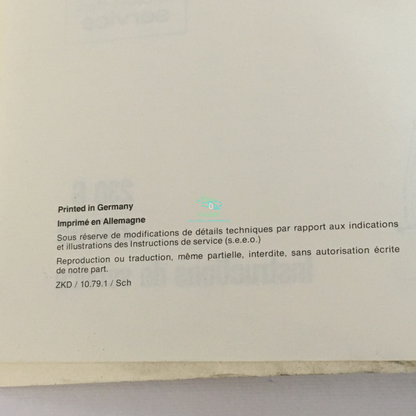 Printed in Germany
Imprimé en Allemagne
Sous réserve de modifications de détails techniques par rapport aux indications
et illustrations des Instructions de service (s.e.e.o.)
Reproduction ou traduction, même partielle, interdite, sans autorisation écrite
de notre part.
ZKD / 10.79.1 / Sch